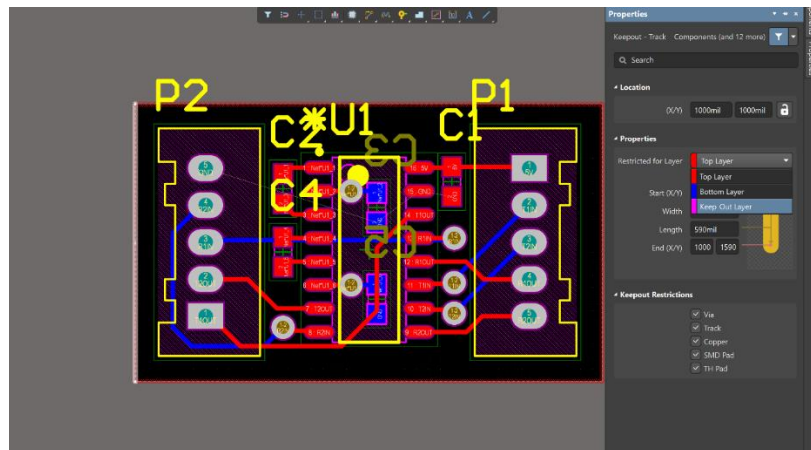 Properties
Keepout - Track Components (and 12 more)
Search
Location
(X/Y) 1000mil 1000mil
Properties
Restricted for Layer Top Layer
Top Layer
Bottom Layer
Keep Out Layer
Start (X/Y)
Width
Length 590mil
End (X/Y) 1000 1590
Keepout Restrictions
Via
Track
Copper
SMD Pad
TH Pad
P2
C2
U1
C3
C1
P1
C4
C5
16 5V
15 GND
14 T1OUT
13 R1IN
12 R1OUT
11 T1IN
10 T2IN
9 R2OUT
7 T2OUT
8 R2IN